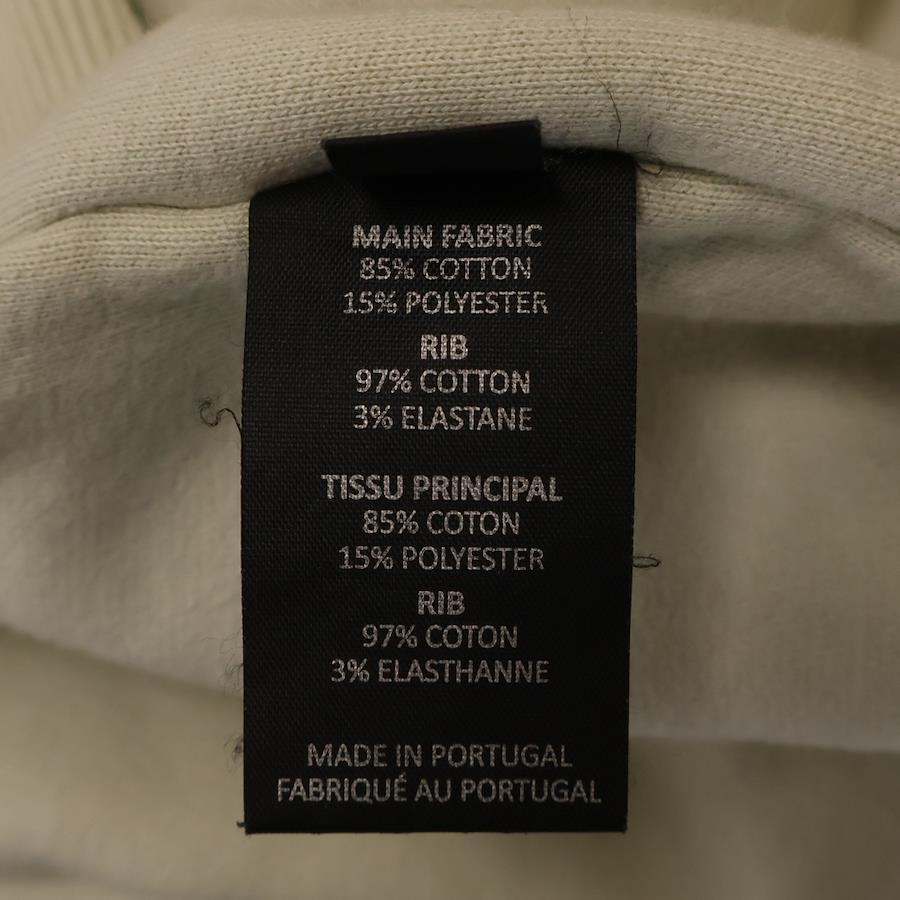 MAIN FABRIC
85% COTTON
15% POLYESTER
RIB
97% COTTON
3% ELASTANE
TISSU PRINCIPAL
85% COTON
15% POLYESTER
RIB
97% COTON
3% ELASTHANNE
MADE IN PORTUGAL
FABRIQUÉ AU PORTUGAL